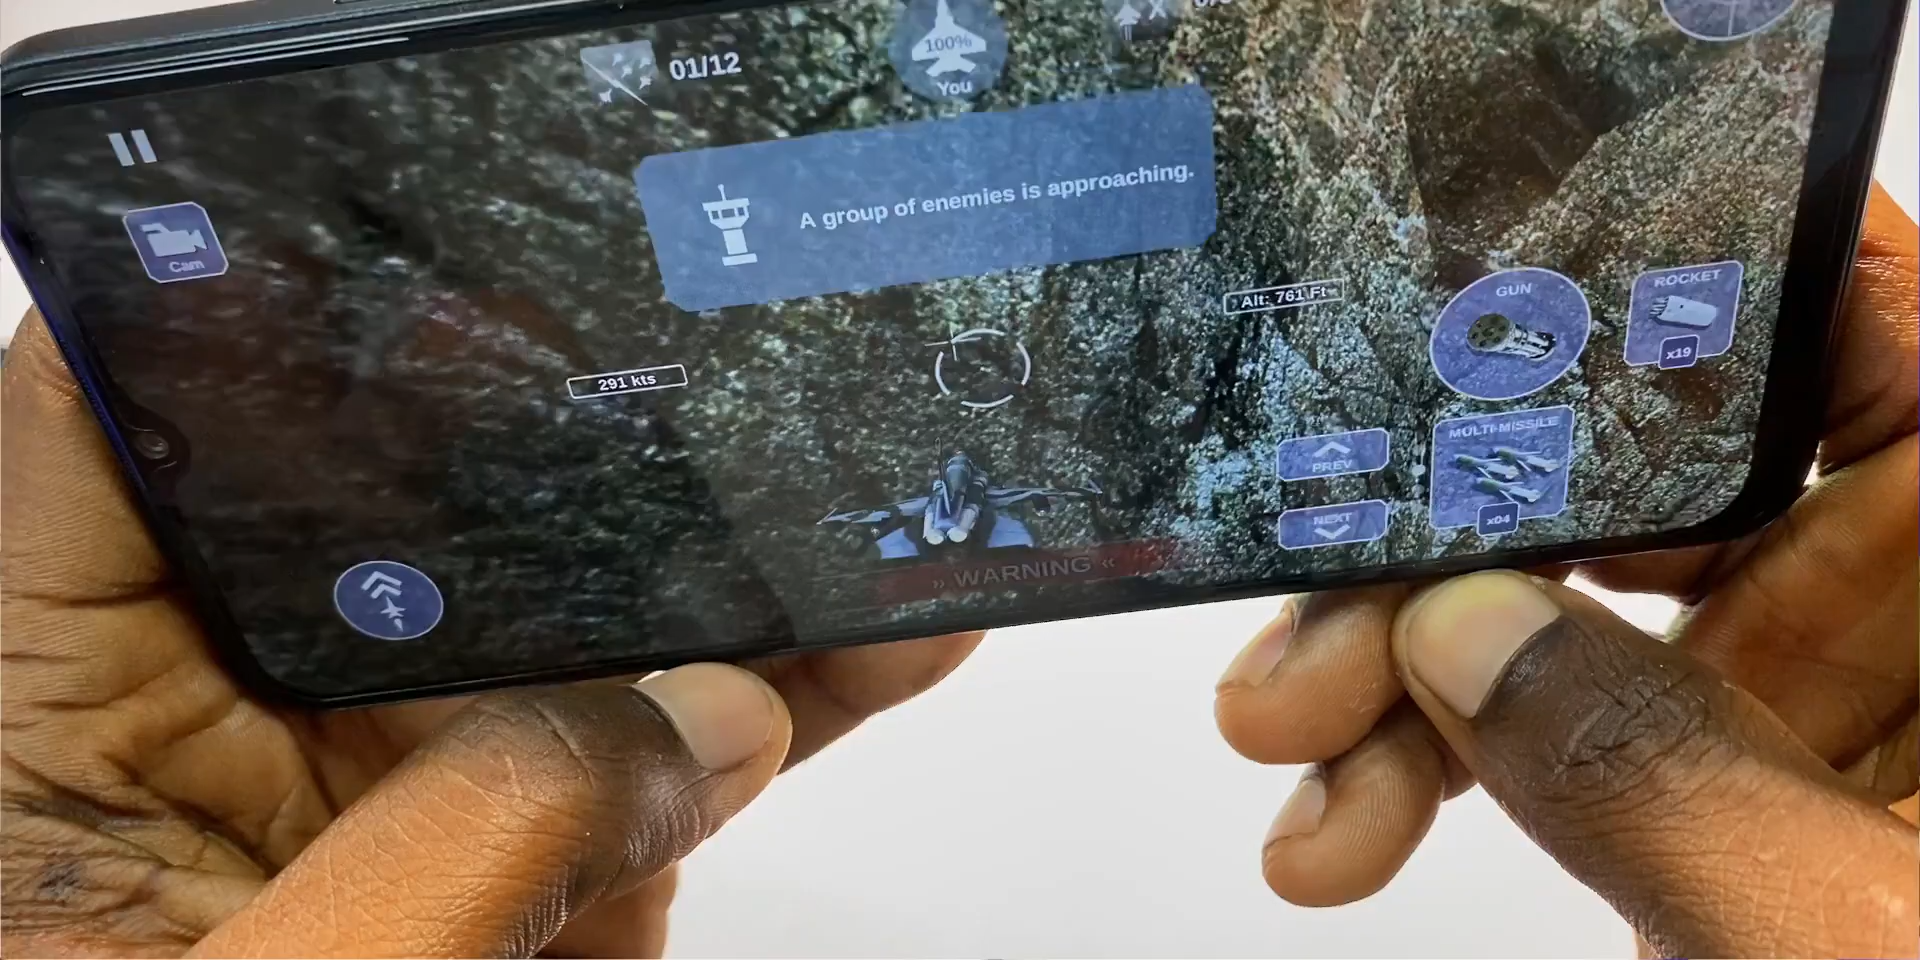 01/12
100%
You
A group of enemies is approaching.
Cam
Alt: 761 Ft
291 kts
GUN
ROCKET
x19
MULTI-MISSILE
x04
PREV
NEXT
» WARNING «